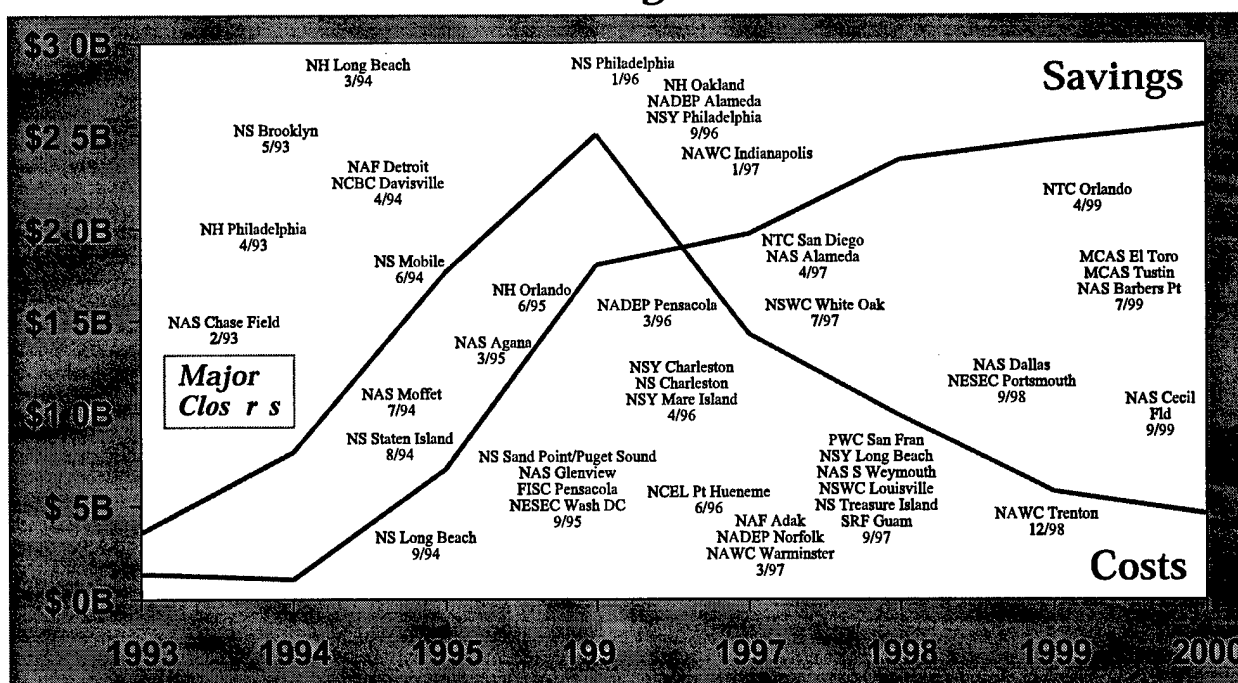 $3 0B
$2 5B
$2 0B
$1 5B
$1 0B
$ 5B
$ 0B
NH Long Beach
3/94
NS Philadelphia
1/96
Savings
NH Oakland
NADEP Alameda
NSY Philadelphia
9/96
NS Brooklyn
5/93
NAF Detroit
NCBC Davisville
4/94
NAWC Indianapolis
1/97
NTC Orlando
4/99
NH Philadelphia
4/93
NS Mobile
6/94
NTC San Diego
NAS Alameda
4/97
MCAS El Toro
MCAS Tustin
NAS Barbers Pt
7/99
NH Orlando
6/95
NADEP Pensacola
3/96
NSWC White Oak
7/97
NAS Chase Field
2/93
NAS Agana
3/95
Major
Clos r s
NSY Charleston
NS Charleston
NSY Mare Island
4/96
NAS Dallas
NESEC Portsmouth
9/98
NAS Moffet
7/94
NAS Cecil
Fld
9/99
NS Staten Island
8/94
PWC San Fran
NSY Long Beach
NAS S Weymouth
NSWC Louisville
NS Treasure Island
SRF Guam
9/97
NS Sand Point/Puget Sound
NAS Glenview
FISC Pensacola
NESEC Wash DC
9/95
NCEL Pt Hueneme
6/96
NAWC Trenton
12/98
NAF Adak
NADEP Norfolk
NAWC Warminster
3/97
NS Long Beach
9/94
Costs
1993 1994 1995 199 1997 1998 1999 2000